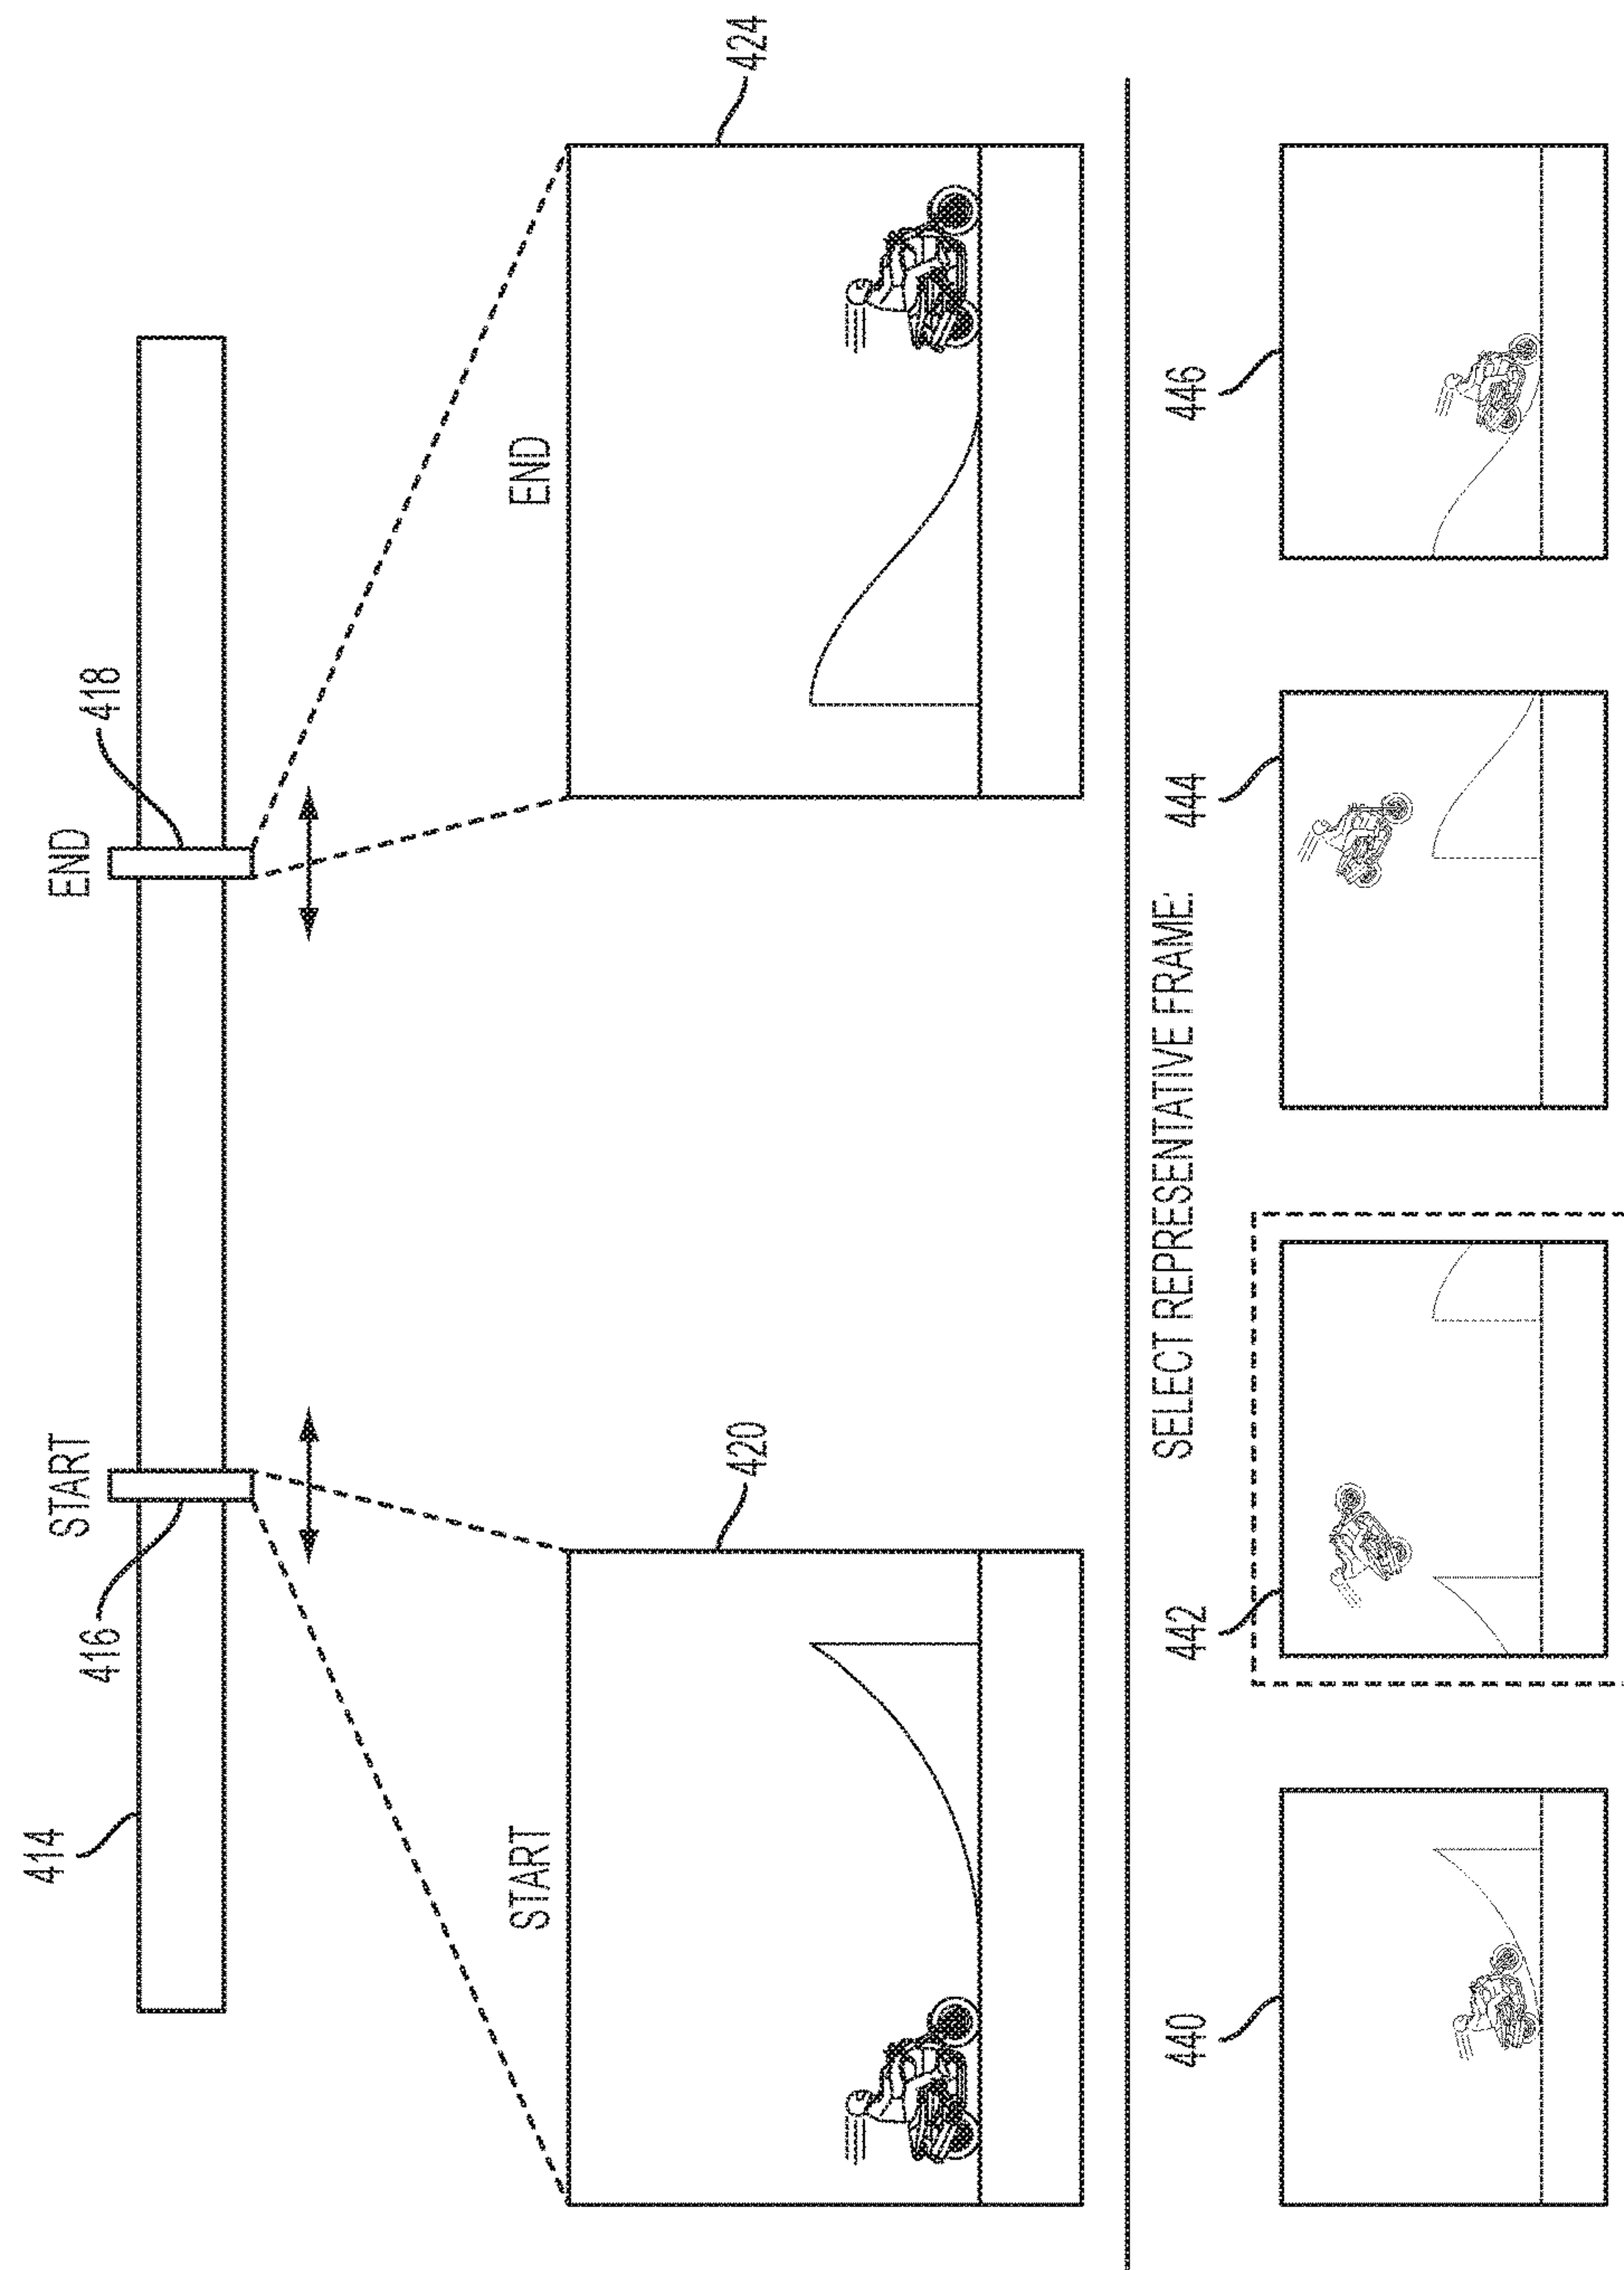 414
START
END
416
418
START
END
420
424
SELECT REPRESENTATIVE FRAME:
440
442
444
446